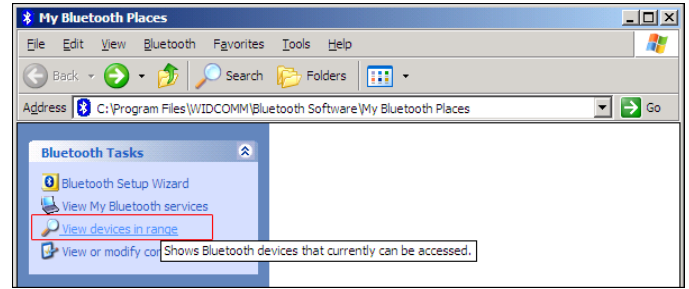 My Bluetooth Places
File Edit View Bluetooth Favorites Tools Help
Back Search Folders
Address C:\Program Files\WIDCOMM\Bluetooth Software\My Bluetooth Places Go
Bluetooth Tasks
Bluetooth Setup Wizard
View My Bluetooth services
View devices in range
View or modify
Shows Bluetooth devices that currently can be accessed.